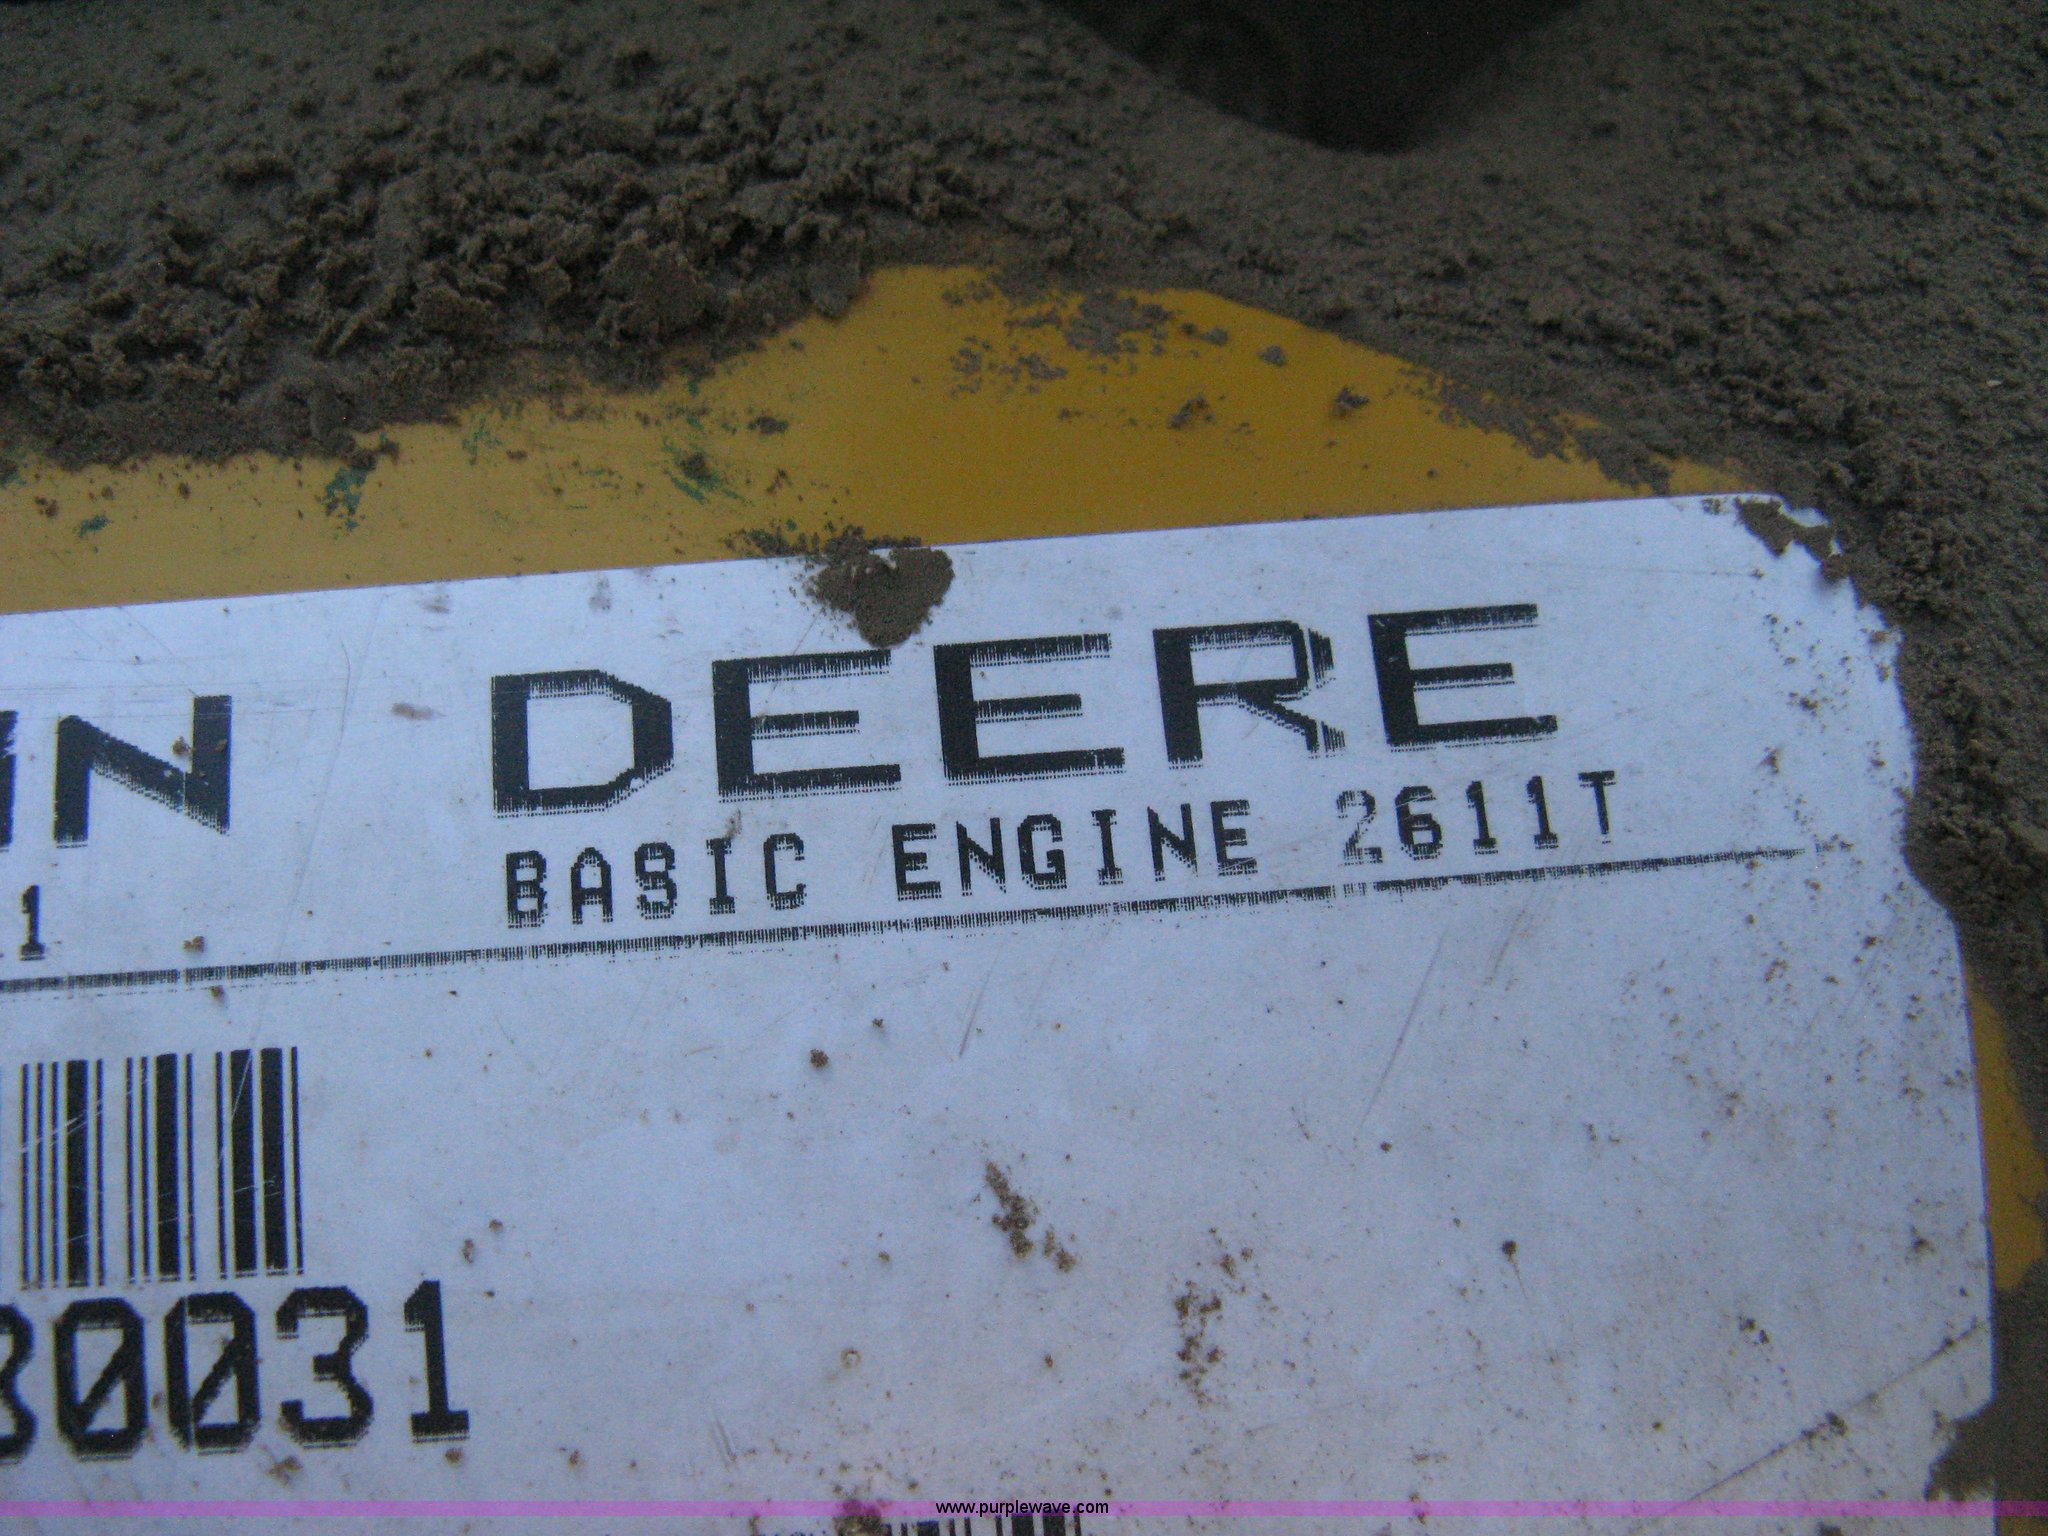 N DEERE
1 BASIC ENGINE 2611T
30031
www.purplewave.com